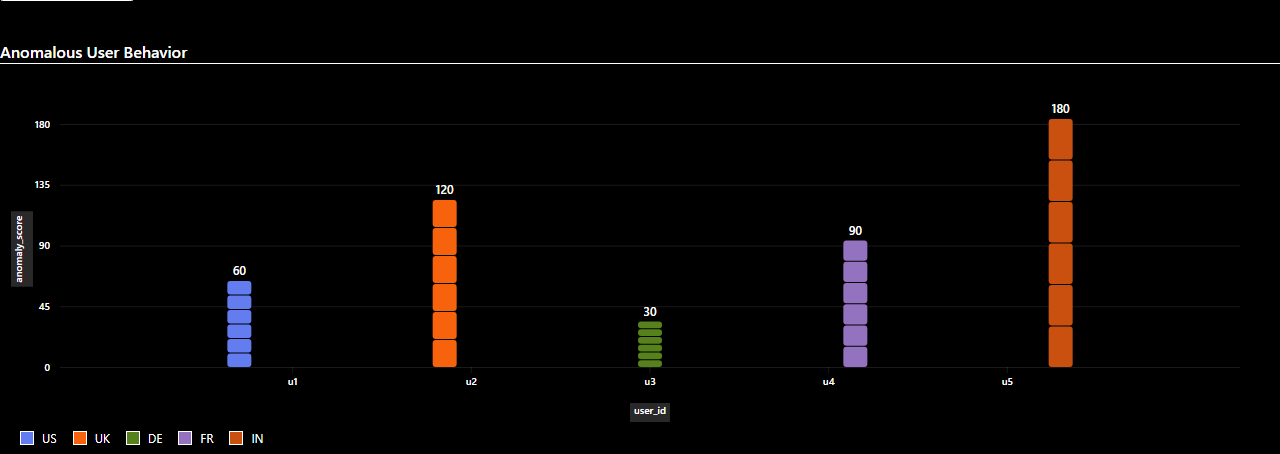 Anomalous User Behavior
180
135
90
45
0
anomaly_score
60
120
30
90
180
u1
u2
u3
u4
u5
user_id
US UK DE FR IN